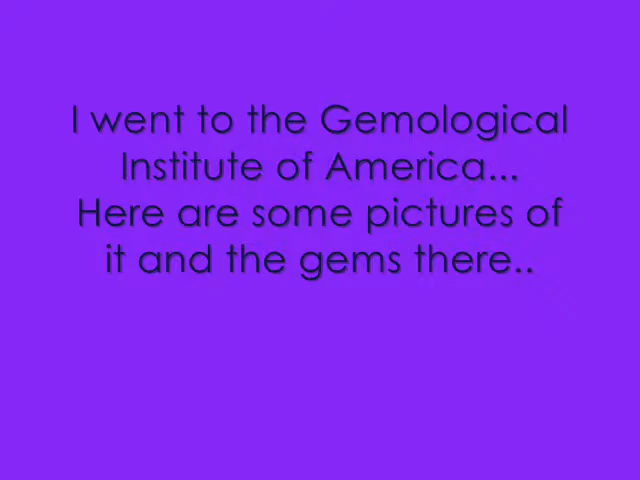 I went to the Gemological
Institute of America...
Here are some pictures of
it and the gems there..